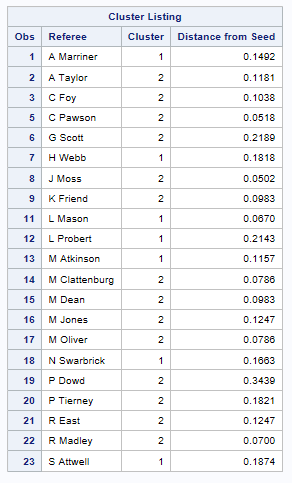 Cluster Listing
Obs Referee Cluster Distance from Seed
1 A Marriner 1 0.1492
2 A Taylor 2 0.1181
3 C Foy 2 0.1038
5 C Pawson 2 0.0518
6 G Scott 2 0.2189
7 H Webb 1 0.1818
8 J Moss 2 0.0502
9 K Friend 2 0.0983
11 L Mason 1 0.0670
12 L Probert 1 0.2143
13 M Atkinson 1 0.1157
14 M Clattenburg 2 0.0786
15 M Dean 2 0.0983
16 M Jones 2 0.1247
17 M Oliver 2 0.0786
18 N Swarbrick 1 0.1663
19 P Dowd 2 0.3439
20 P Tierney 2 0.1821
21 R East 2 0.1247
22 R Madley 2 0.0700
23 S Attwell 1 0.1874